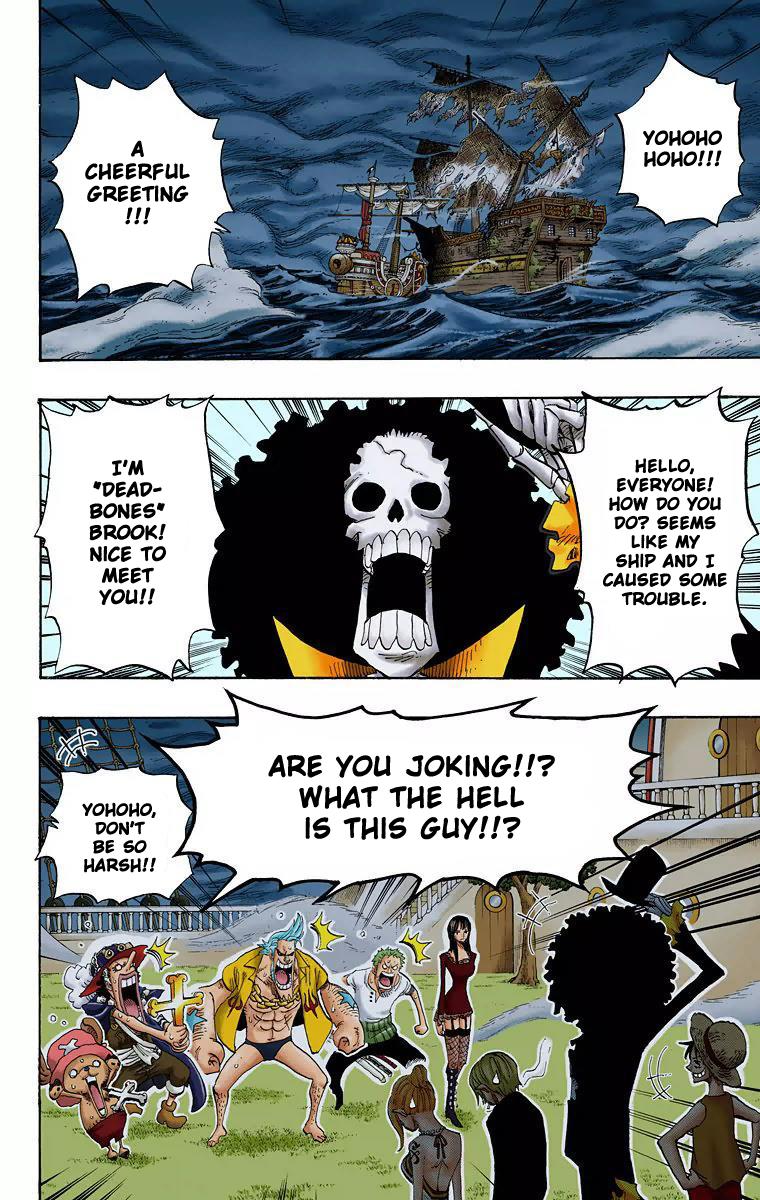 YOHOHO
HOHO!!!
A
CHEERFUL
GREETING
!!!
HELLO,
EVERYONE!
HOW DO YOU
DO? SEEMS
LIKE MY
SHIP AND I
CAUSED SOME
TROUBLE.
I'M
"DEAD-
BONES"
BROOK!
NICE TO
MEET
YOU!!
ARE YOU JOKING!!?
WHAT THE HELL
IS THIS GUY!!?
YOHOHO,
DON'T
BE SO
HARSH!!